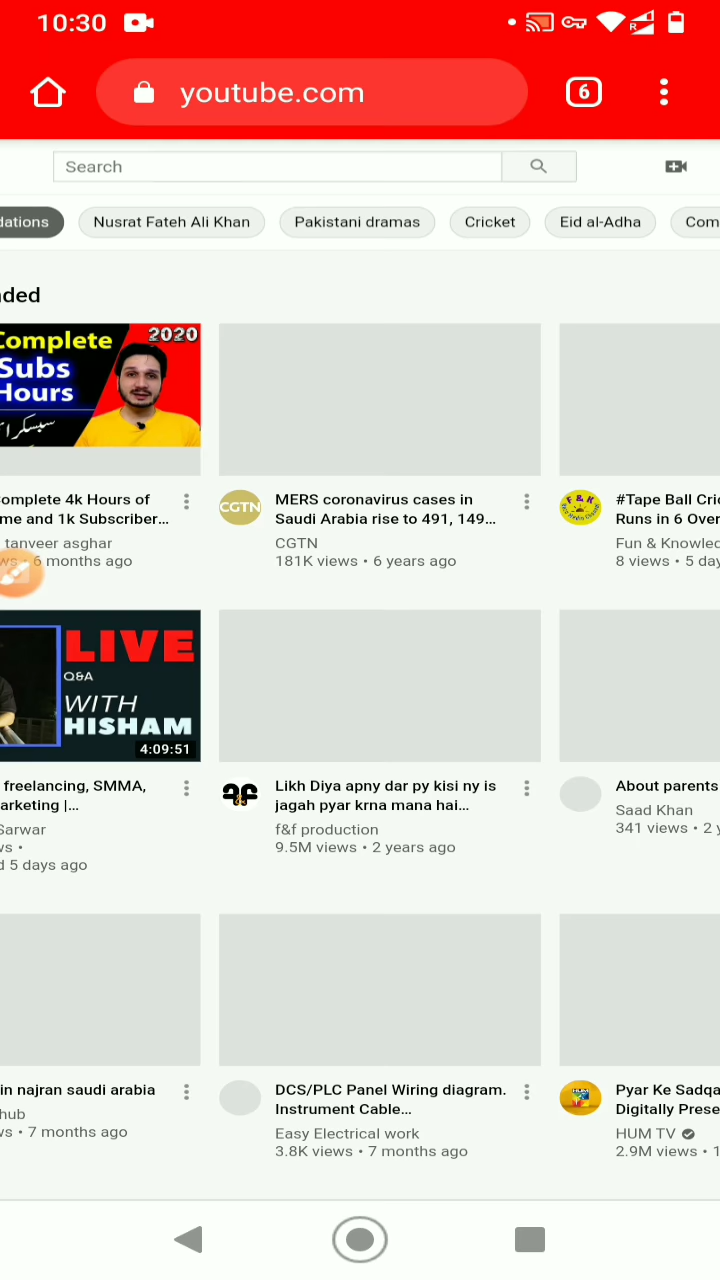 10:30
R
youtube.com
6
Search
dations
Nusrat Fateh Ali Khan
Pakistani dramas
Cricket
Eid al-Adha
Com
nded
Complete
2020
Subs
Hours
سبسکرا
omplete 4k Hours of
me and 1k Subscriber...
tanveer asghar
ws • 6 months ago
CGTN
MERS coronavirus cases in
Saudi Arabia rise to 491, 149...
CGTN
181K views • 6 years ago
F & K
#Tape Ball Cric
Runs in 6 Over
Fun & Knowled
8 views • 5 day
LIVE
Q&A
WITH
HISHAM
4:09:51
freelancing, SMMA,
arketing |...
Sarwar
ws •
d 5 days ago
Likh Diya apny dar py kisi ny is
jagah pyar krna mana hai...
f&f production
9.5M views • 2 years ago
About parents
Saad Khan
341 views • 2 y
in najran saudi arabia
hub
ws • 7 months ago
DCS/PLC Panel Wiring diagram.
Instrument Cable...
Easy Electrical work
3.8K views • 7 months ago
HUM
Pyar Ke Sadqa
Digitally Prese
HUM TV
2.9M views • 1